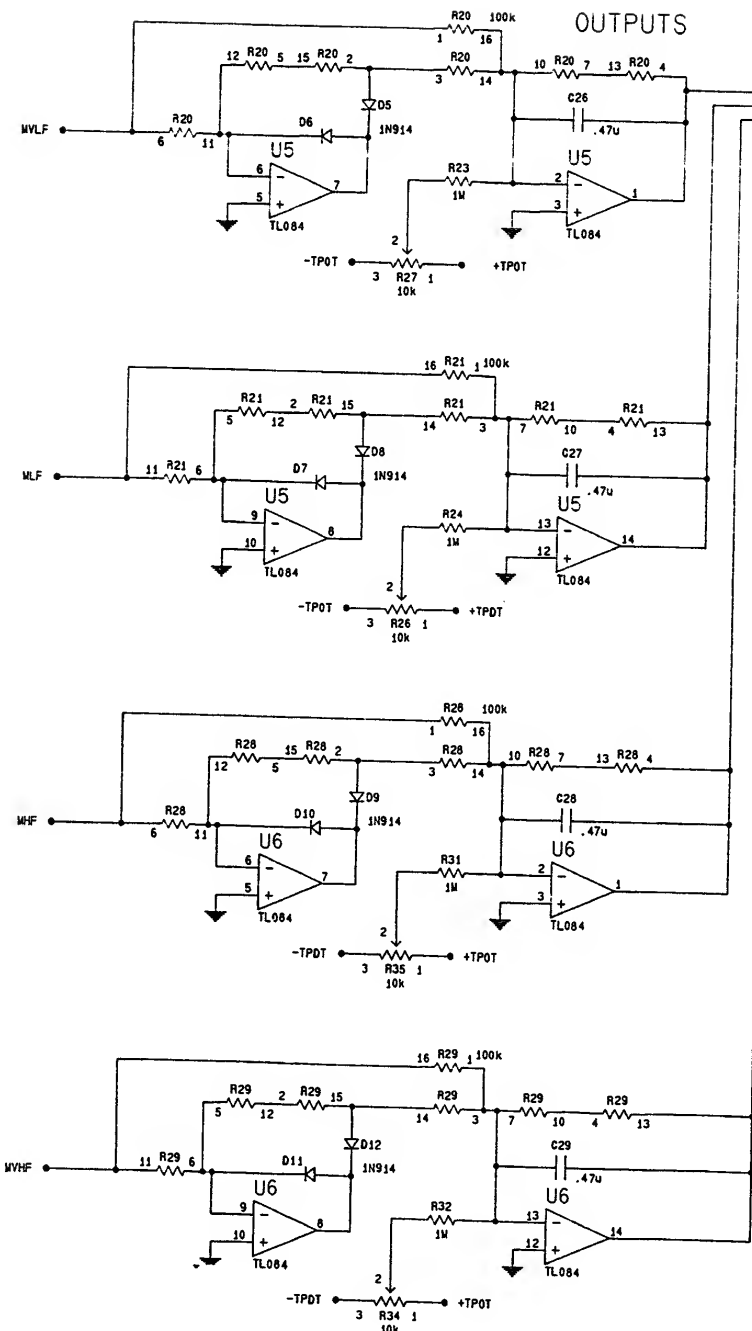 OUTPUTS
R20 100k
1 16
12 R20 5 15 R20 2 R20 10 R20 7 13 R20 4
3 14
D5
C26
D6 1N914
.47u
MVLF R20
6 11
U5 U5
R23
6 - 7 2 - 1
5 + 1M 3 +
TL084 TL084
2
-TPOT +TPOT
3 R27 1
10k
16 R21 1 100k
R21 2 R21 15 R21 R21 R21
5 12 14 3 7 10 4 13
D8
C27
D7 1N914
.47u
MLF 11 R21 6
U5 U5
R24
9 - 8 13 - 14
10 + 1M 12 +
TL084 TL084
2
-TPOT +TPDT
3 R26 1
10k
R28 100k
1 16
R28 15 R28 2 R28 10 R28 7 13 R28 4
12 5 3 14
D9
C28
D10 1N914
.47u
MHF R28
6 11
U6 U6
R31
6 - 7 2 - 1
5 + 1M 3 +
TL084 TL084
2
-TPDT +TPOT
3 R35 1
10k
16 R29 1 100k
R29 2 R29 15 R29 R29 R29
5 12 14 3 7 10 4 13
D12
C29
D11 1N914
.47u
MVHF 11 R29 6
U6 U6
R32
9 - 8 13 - 14
10 + 1M 12 +
TL084 TL084
2
-TPDT +TPOT
3 R34 1
10k